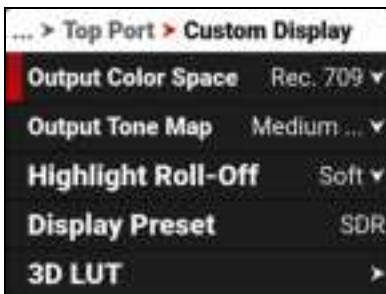 ... > Top Port > Custom Display
Output Color Space Rec. 709
Output Tone Map Medium ...
Highlight Roll-Off Soft
Display Preset SDR
3D LUT >